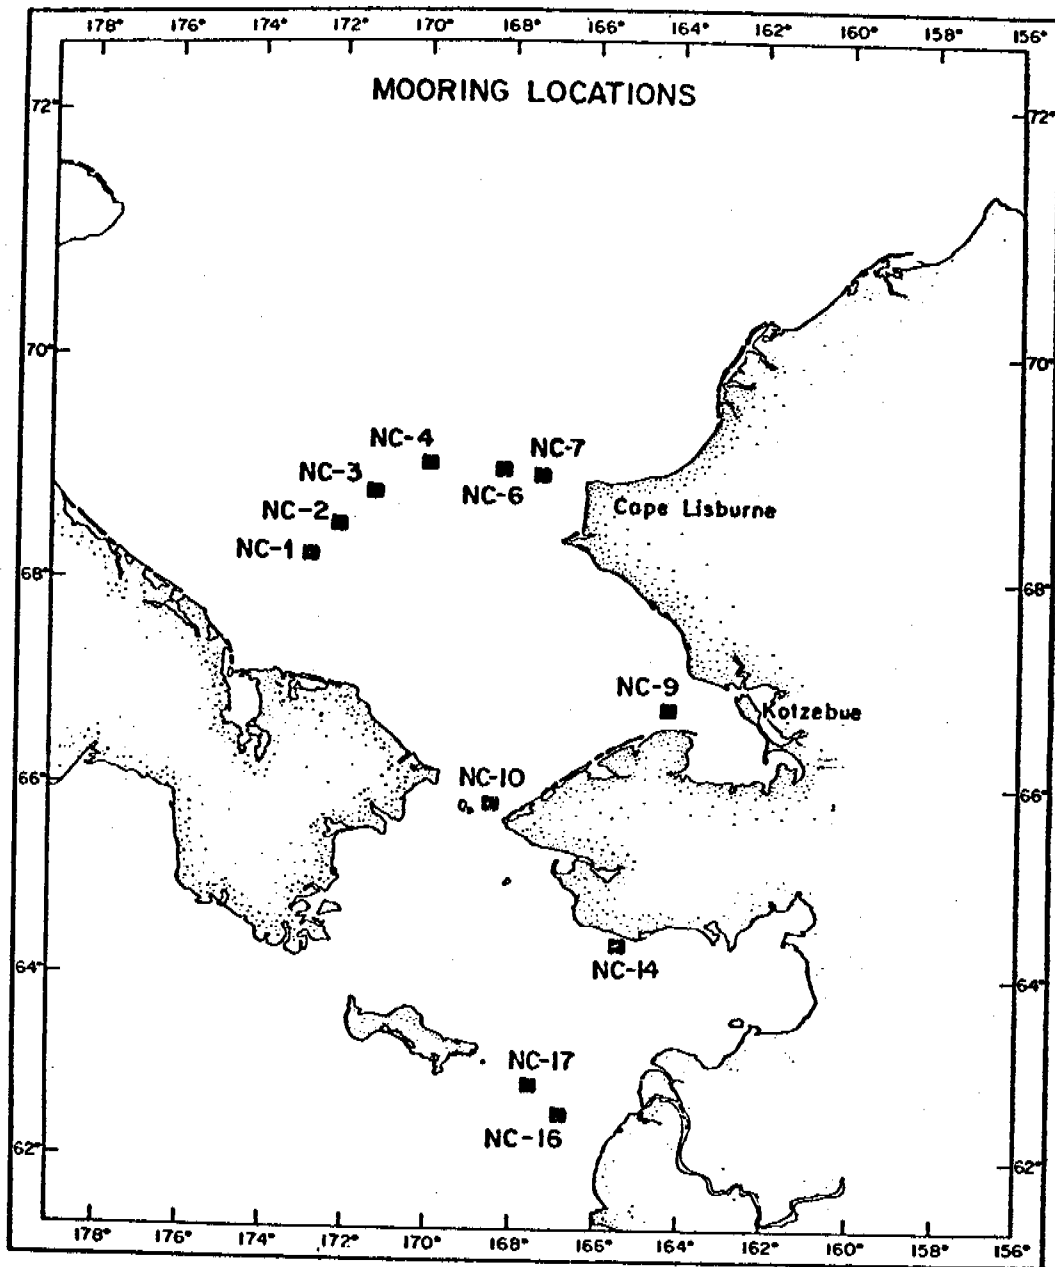 178° 174° 172° 170° 168° 166° 164° 162° 160° 158° 156°
MOORING LOCATIONS
72° 72°
70° 70°
NC-4 NC-7
NC-3 NC-6
NC-2 Cape Lisburne
NC-1
68° 68°
NC-9
Kotzebue
66° NC-10 66°
NC-14
64° 64°
NC-17
NC-16
62° 62°
178° 176° 174° 172° 170° 168° 166° 164° 162° 160° 158° 156°